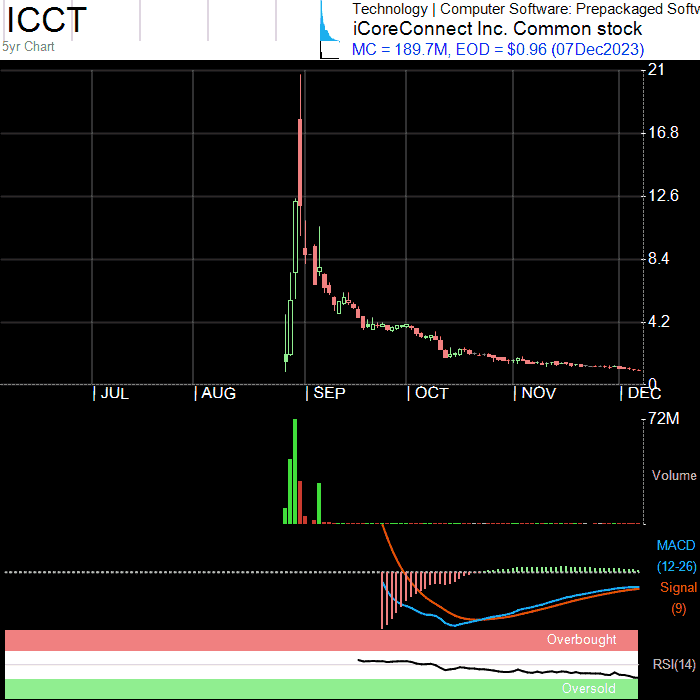 ICCT
5yr Chart
Technology | Computer Software: Prepackaged Softw
iCoreConnect Inc. Common stock
MC = 189.7M, EOD = $0.96 (07Dec2023)
21
16.8
12.6
8.4
4.2
0
JUL AUG SEP OCT NOV DEC
72M
Volume
MACD
(12-26)
Signal
(9)
Overbought
RSI(14)
Oversold